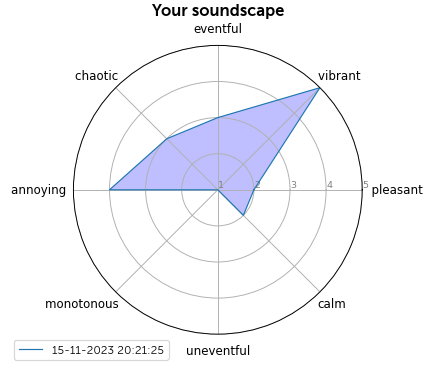 Your soundscape
eventful
chaotic
vibrant
annoying
1
2
3
4
5
pleasant
monotonous
calm
15-11-2023 20:21:25
uneventful